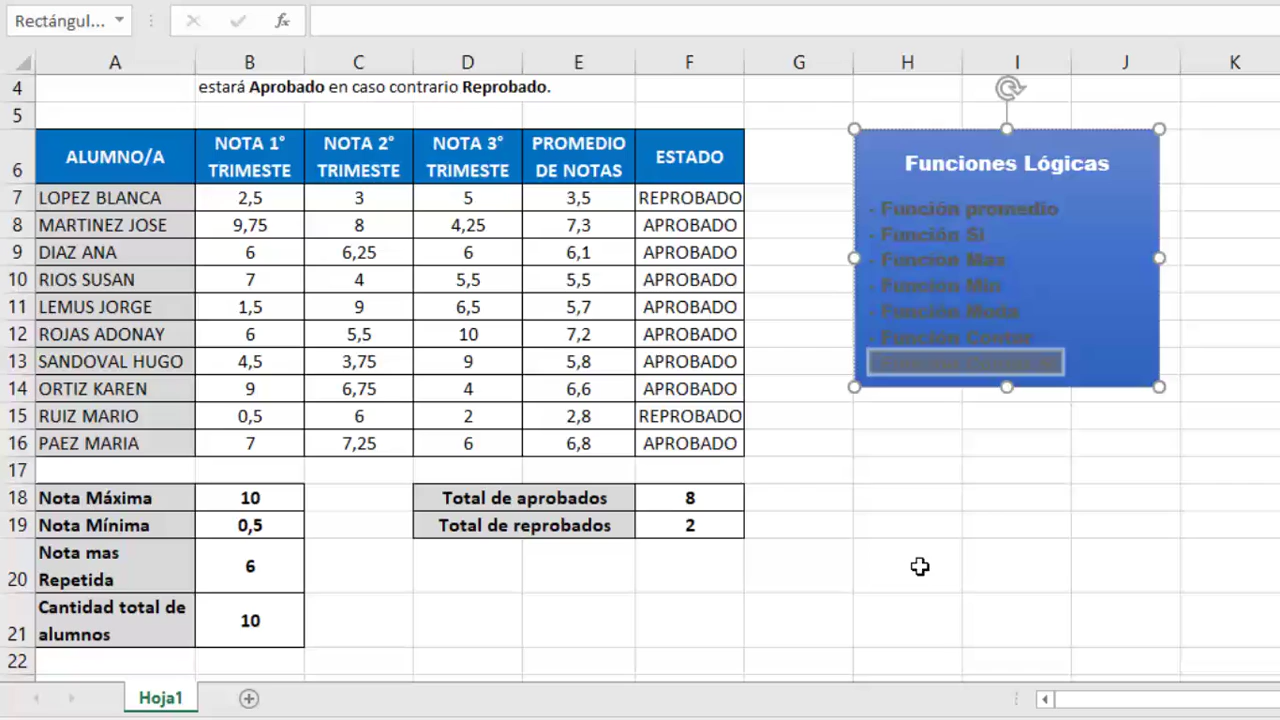 Rectángul...
fx
A B C D E F G H I J K
4 estará Aprobado en caso contrario Reprobado.
5
6 ALUMNO/A NOTA 1° TRIMESTRE NOTA 2° TRIMESTRE NOTA 3° TRIMESTRE PROMEDIO DE NOTAS ESTADO
7 LOPEZ BLANCA 2,5 3 5 3,5 REPROBADO
8 MARTINEZ JOSE 9,75 8 4,25 7,3 APROBADO
9 DIAZ ANA 6 6,25 6 6,1 APROBADO
10 RIOS SUSAN 7 4 5,5 5,5 APROBADO
11 LEMUS JORGE 1,5 9 6,5 5,7 APROBADO
12 ROJAS ADONAY 6 5,5 10 7,2 APROBADO
13 SANDOVAL HUGO 4,5 3,75 9 5,8 APROBADO
14 ORTIZ KAREN 9 6,75 4 6,6 APROBADO
15 RUIZ MARIO 0,5 6 2 2,8 REPROBADO
16 PAEZ MARIA 7 7,25 6 6,8 APROBADO
17
18 Nota Máxima 10 Total de aprobados 8
19 Nota Mínima 0,5 Total de reprobados 2
20 Nota mas Repetida 6
21 Cantidad total de alumnos 10
22
Funciones Lógicas
- Función promedio
- Función Si
- Función Max
- Función Min
- Función Moda
- Función Contar
Hoja1